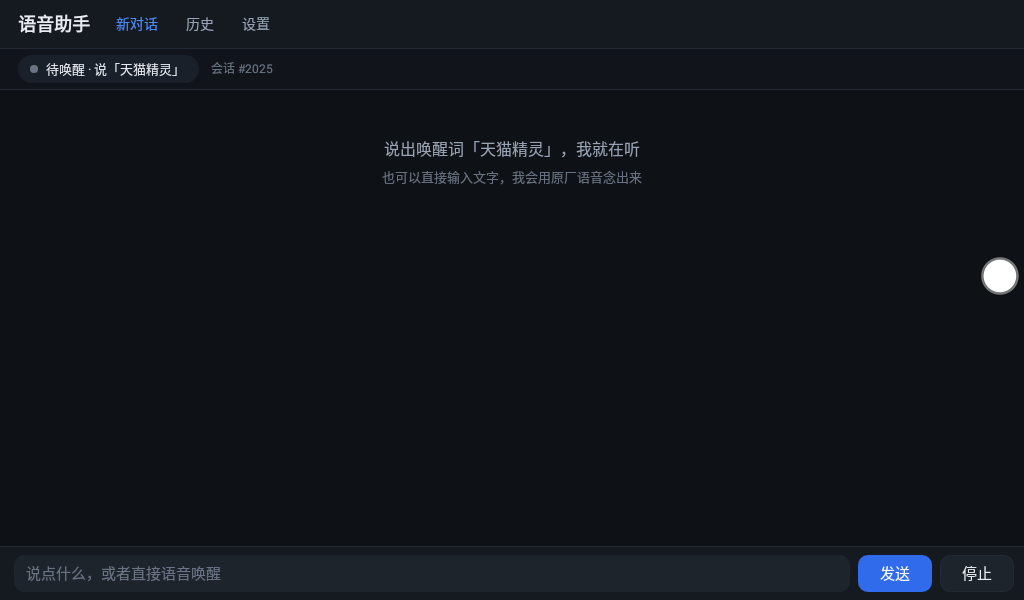 语音助手 新对话 历史 设置
待唤醒 · 说「天猫精灵」 会话 #2025
说出唤醒词「天猫精灵」，我就在听
也可以直接输入文字，我会用原厂语音念出来
说点什么，或者直接语音唤醒 发送 停止